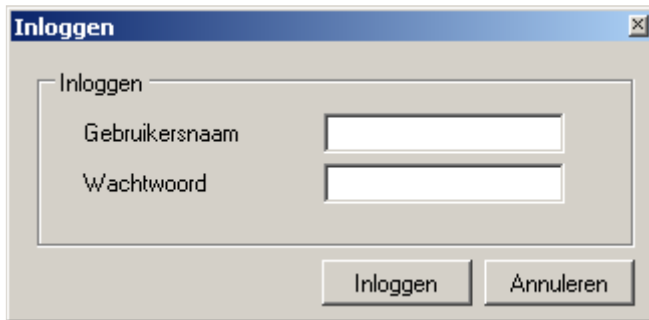 Inloggen
Inloggen
Gebruikersnaam
Wachtwoord
Inloggen Annuleren